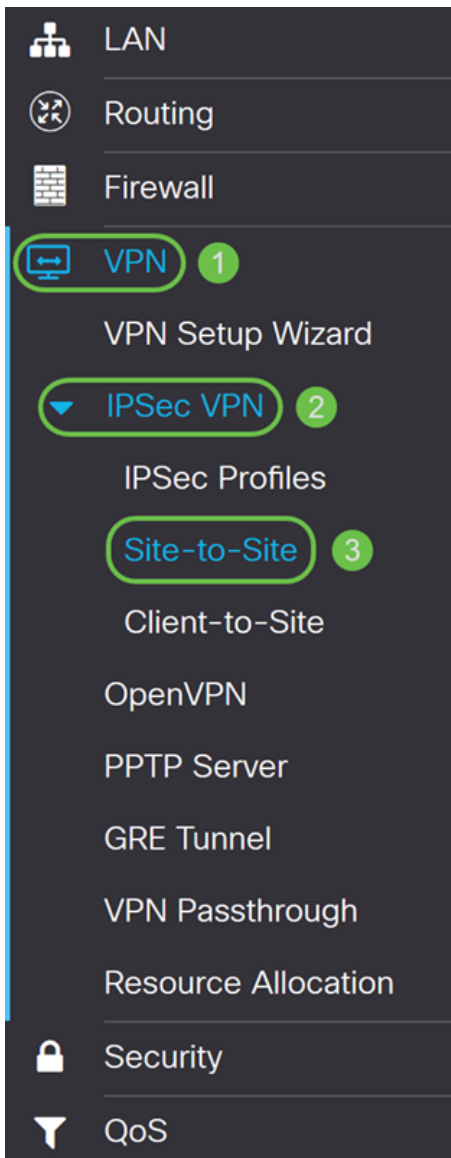 LAN
Routing
Firewall
VPN 1
VPN Setup Wizard
IPSec VPN 2
IPSec Profiles
Site-to-Site 3
Client-to-Site
OpenVPN
PPTP Server
GRE Tunnel
VPN Passthrough
Resource Allocation
Security
QoS